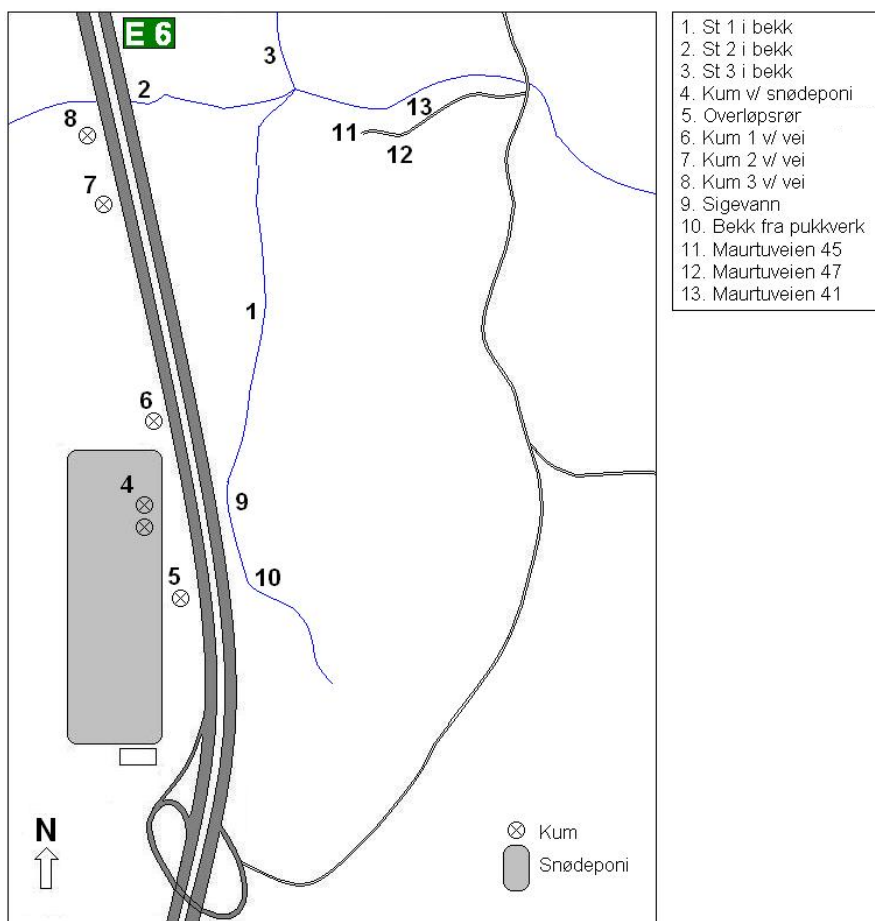 E 6
3
2
13
8
11
12
7
1
6
4
9
10
5
N
Kum
Snødeponi
1. St 1 i bekk
2. St 2 i bekk
3. St 3 i bekk
4. Kum v/ snødeponi
5. Overløpsrør
6. Kum 1 v/ vei
7. Kum 2 v/ vei
8. Kum 3 v/ vei
9. Sigevann
10. Bekk fra pukkverk
11. Maurtuveien 45
12. Maurtuveien 47
13. Maurtuveien 41